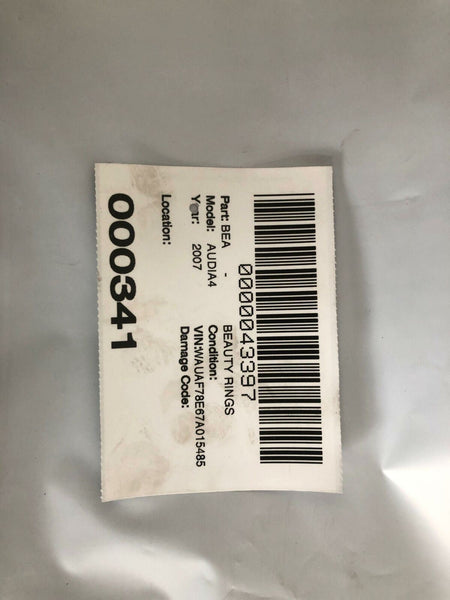 0000043397
Part: BEA - BEAUTY RINGS
Model: AUDIA4 Condition:
Year: 2007 VIN:WAUAF78E67A015485
Damage Code:
Location:
000341